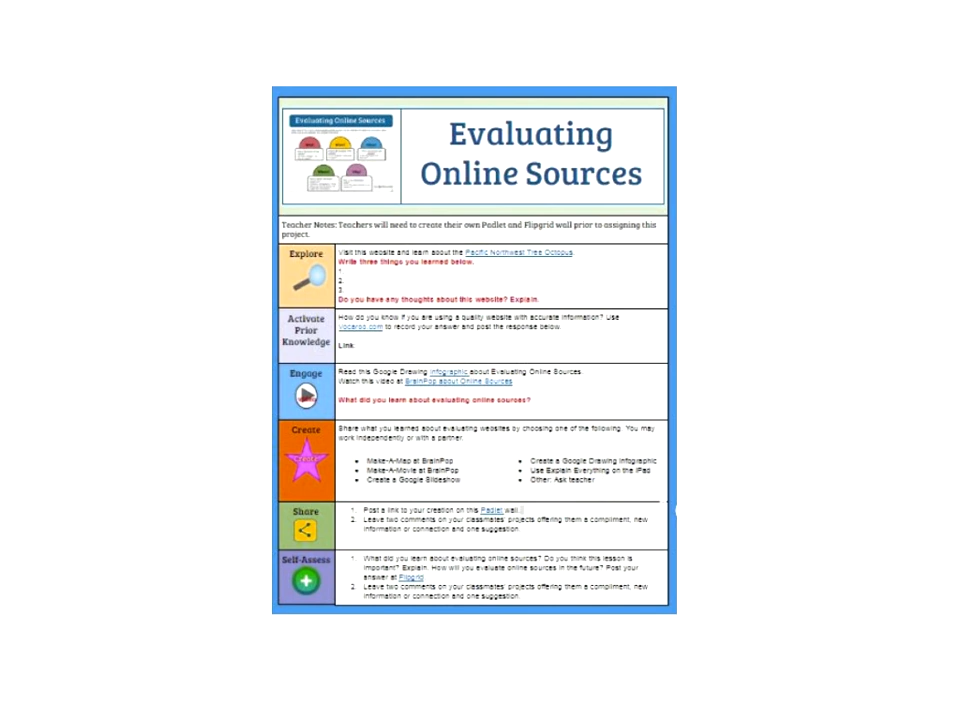 Evaluating Online Sources
Evaluating
Online Sources
Teacher Notes: Teachers will need to create their own Padlet and Flipgrid wall prior to assigning this
project.
Explore
Visit this website and learn about the Pacific Northwest Tree Octopus.
Write three things you learned below.
1.
2.
3.
Do you have any thoughts about this website? Explain.
Activate
Prior
Knowledge
How do you know if you are using a quality website with accurate information? Use
vocaroo.com to record your answer and post the response below.
Link:
Engage
Read this Google Drawing infographic about Evaluating Online Sources
Watch this video at BrainPop about Online Sources
What did you learn about evaluating online sources?
Create
Share what you learned about evaluating websites by choosing one of the following. You may
work independently or with a partner.
• Make-A-Map at BrainPop
• Make-A-Movie at BrainPop
• Create a Google Slideshow
• Create a Google Drawing Infographic
• Use Explain Everything on the iPad
• Other: Ask teacher
Share
1. Post a link to your creation on this Padlet wall.
2. Leave two comments on your classmates' projects offering them a compliment, new
information or connection and one suggestion.
Self-Assess
1. What did you learn about evaluating online sources? Do you think this lesson is
important? Explain. How will you evaluate online sources in the future? Post your
answer at Flipgrid
2. Leave two comments on your classmates' projects offering them a compliment, new
information or connection and one suggestion.